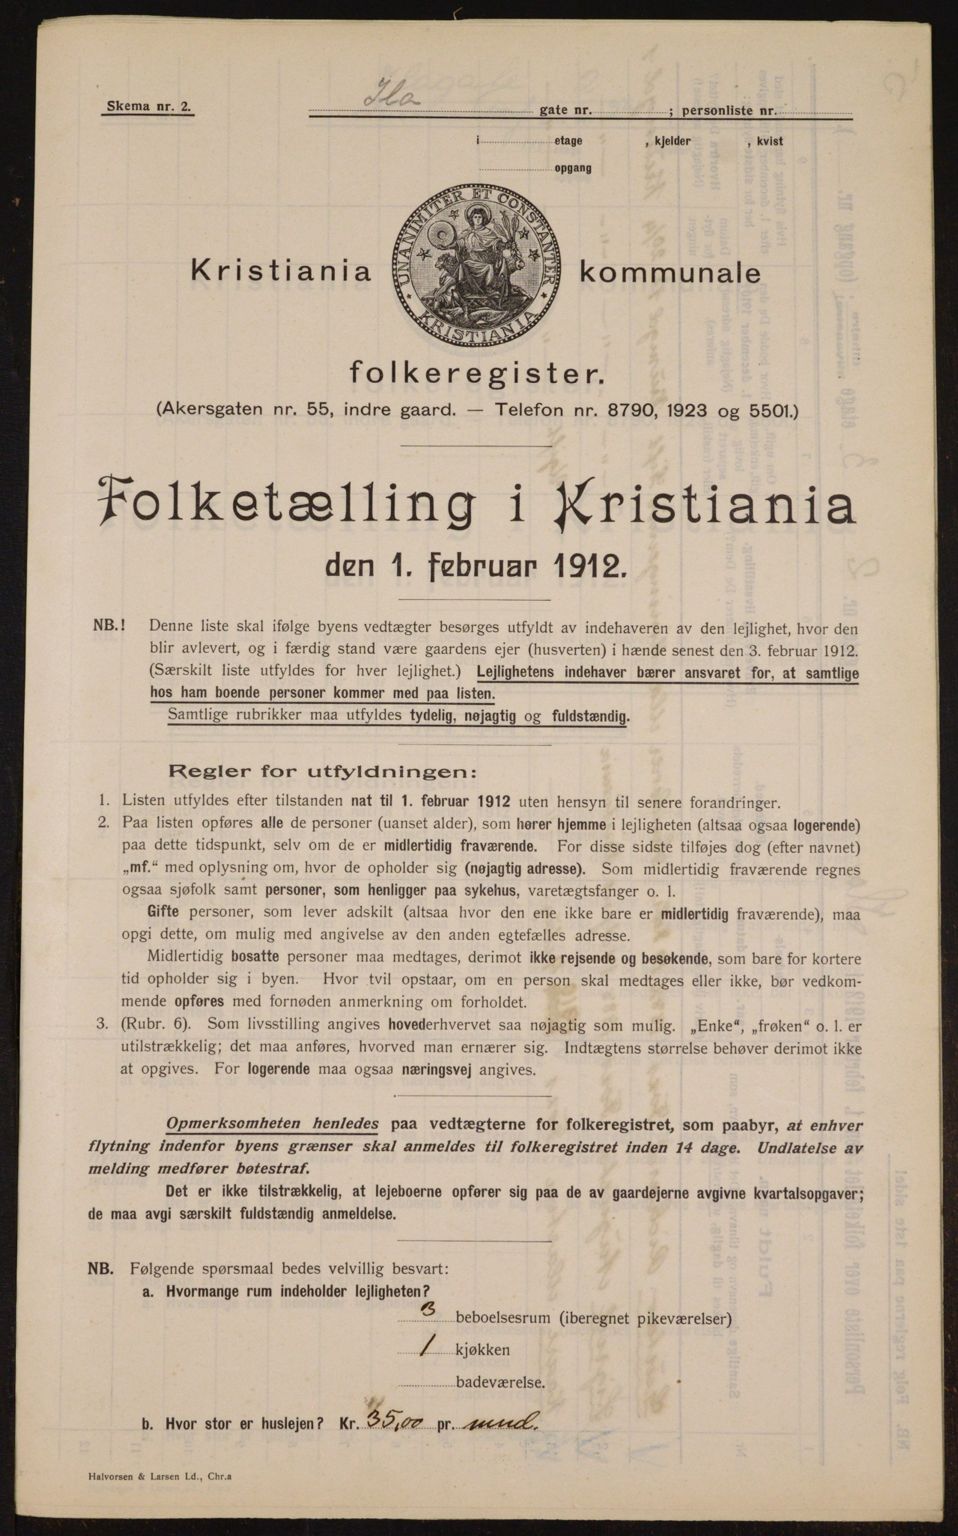 Skema nr. 2.
Ila gate nr. ; personliste nr.
i etage , kjelder , kvist
opgang
UNANIMITER ET CONSTANTER
KRISTIANIA
Kristiania kommunale
folkeregister.
(Akersgaten nr. 55, indre gaard. — Telefon nr. 8790, 1923 og 5501.)
Folketælling i Kristiania
den 1. februar 1912.
NB.! Denne liste skal ifølge byens vedtægter besørges utfyldt av indehaveren av den lejlighet, hvor den
blir avlevert, og i færdig stand være gaardens ejer (husverten) i hænde senest den 3. februar 1912.
(Særskilt liste utfyldes for hver lejlighet.) Lejlighetens indehaver bærer ansvaret for, at samtlige
hos ham boende personer kommer med paa listen.
Samtlige rubrikker maa utfyldes tydelig, nøjagtig og fuldstændig.
Regler for utfyldningen:
1. Listen utfyldes efter tilstanden nat til 1. februar 1912 uten hensyn til senere forandringer.
2. Paa listen opføres alle de personer (uanset alder), som hører hjemme i lejligheten (altsaa ogsaa logerende)
paa dette tidspunkt, selv om de er midlertidig fraværende. For disse sidste tilføjes dog (efter navnet)
„mf.“ med oplysning om, hvor de opholder sig (nøjagtig adresse). Som midlertidig fraværende regnes
ogsaa sjøfolk samt personer, som henligger paa sykehus, varetægtsfanger o. l.
Gifte personer, som lever adskilt (altsaa hvor den ene ikke bare er midlertidig fraværende), maa
opgi dette, om mulig med angivelse av den anden egtefælles adresse.
Midlertidig bosatte personer maa medtages, derimot ikke rejsende og besøkende, som bare for kortere
tid opholder sig i byen. Hvor tvil opstaar, om en person skal medtages eller ikke, bør vedkom-
mende opføres med fornøden anmerkning om forholdet.
3. (Rubr. 6). Som livsstilling angives hovederhvervet saa nøjagtig som mulig. „Enke“, „frøken“ o. l. er
utilstrækkelig; det maa anføres, hvorved man ernærer sig. Indtægtens størrelse behøver derimot ikke
at opgives. For logerende maa ogsaa næringsvej angives.
Opmerksomheten henledes paa vedtægterne for folkeregistret, som paabyr, at enhver
flytning indenfor byens grænser skal anmeldes til folkeregistret inden 14 dage. Undlatelse av
melding medfører bøtestraf.
Det er ikke tilstrækkelig, at lejeboerne opfører sig paa de av gaardejerne avgivne kvartalsopgaver;
de maa avgi særskilt fuldstændig anmeldelse.
NB. Følgende spørsmaal bedes velvillig besvart:
a. Hvormange rum indeholder lejligheten?
3 beboelsesrum (iberegnet pikeværelser)
1 kjøkken
badeværelse.
b. Hvor stor er huslejen? Kr. 35,00 pr. mnd.
Halvorsen & Larsen Ld., Chr.a